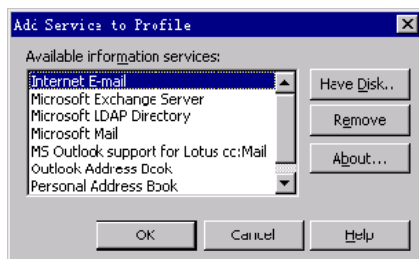 Add Service to Profile
Available information services:
Internet E-mail
Microsoft Exchange Server
Microsoft LDAP Directory
Microsoft Mail
MS Outlook support for Lotus cc:Mail
Outlook Address Book
Personal Address Book
Have Disk..
Remove
About...
OK
Cancel
Help